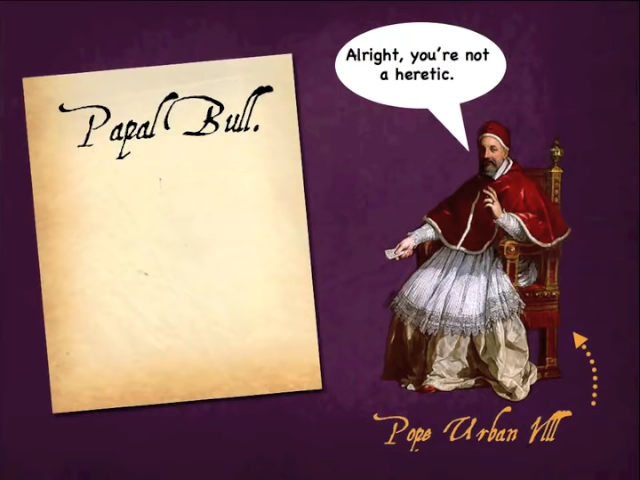 Papal Bull.
Alright, you're not
a heretic.
Pope Urban VIII